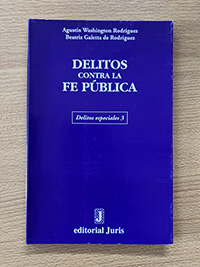 Agustín Washington Rodríguez
Beatriz Galetta de Rodríguez
DELITOS
CONTRA LA
FE PÚBLICA
Delitos especiales 3
J
editorial Juris